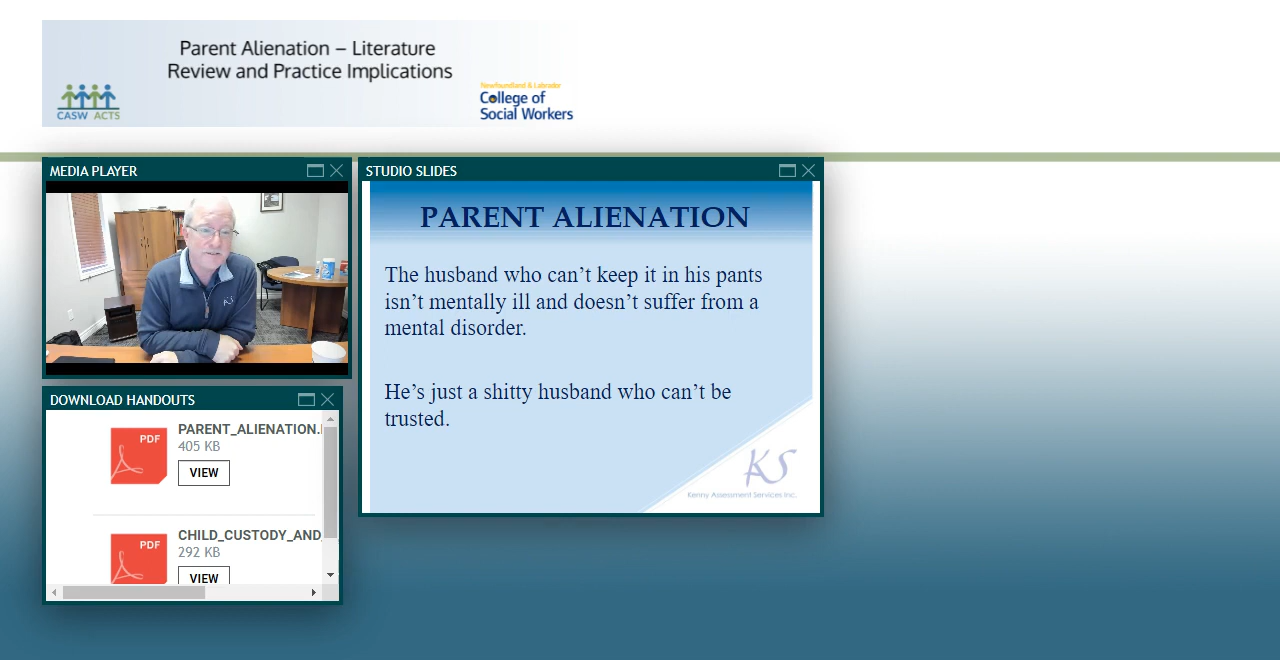 Parent Alienation – Literature
Review and Practice Implications
CASW ACTS
Newfoundland & Labrador
College of
Social Workers
MEDIA PLAYER
KS
STUDIO SLIDES
PARENT ALIENATION
The husband who can’t keep it in his pants
isn’t mentally ill and doesn’t suffer from a
mental disorder.
He’s just a shitty husband who can’t be
trusted.
KS
Kenny Assessment Services Inc.
DOWNLOAD HANDOUTS
PDF
PARENT_ALIENATION.
405 KB
VIEW
PDF
CHILD_CUSTODY_AND_
292 KB
VIEW